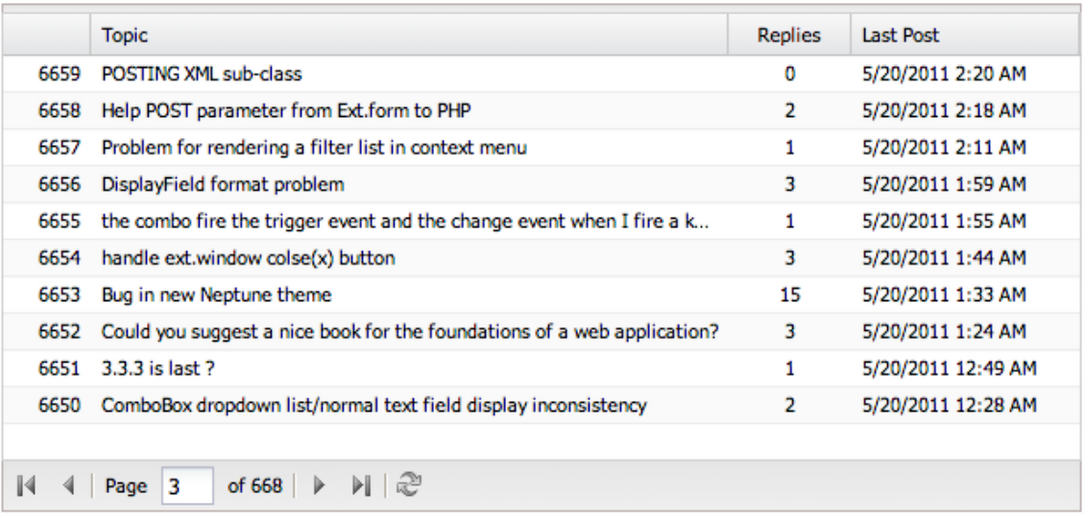 Topic Replies Last Post
6659 POSTING XML sub-class 0 5/20/2011 2:20 AM
6658 Help POST parameter from Ext.form to PHP 2 5/20/2011 2:18 AM
6657 Problem for rendering a filter list in context menu 1 5/20/2011 2:11 AM
6656 DisplayField format problem 3 5/20/2011 1:59 AM
6655 the combo fire the trigger event and the change event when I fire a k... 1 5/20/2011 1:55 AM
6654 handle ext.window colse(x) button 3 5/20/2011 1:44 AM
6653 Bug in new Neptune theme 15 5/20/2011 1:33 AM
6652 Could you suggest a nice book for the foundations of a web application? 3 5/20/2011 1:24 AM
6651 3.3.3 is last ? 1 5/20/2011 12:49 AM
6650 ComboBox dropdown list/normal text field display inconsistency 2 5/20/2011 12:28 AM
Page 3 of 668